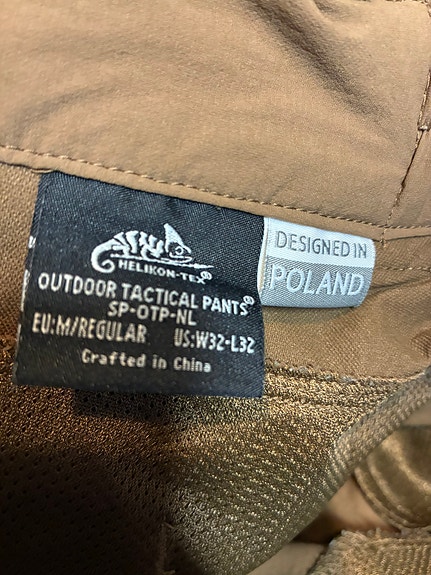 HELIKON-TEX®
OUTDOOR TACTICAL PANTS®
SP-OTP-NL
EU:M/REGULAR US:W32-L32
Crafted in China
DESIGNED IN
POLAND